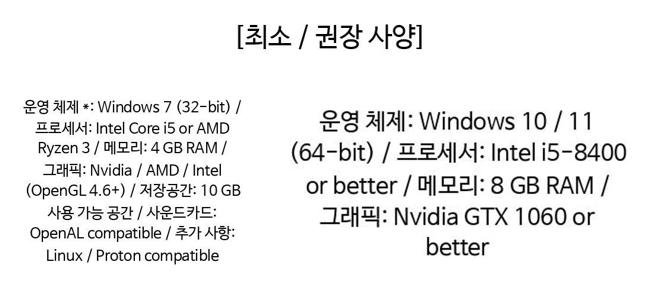 [최소 / 권장 사양]
운영 체제 *: Windows 7 (32-bit) /
프로세서: Intel Core i5 or AMD
Ryzen 3 / 메모리: 4 GB RAM /
그래픽: Nvidia / AMD / Intel
(OpenGL 4.6+) / 저장공간: 10 GB
사용 가능 공간 / 사운드카드:
OpenAL compatible / 추가 사항:
Linux / Proton compatible
운영 체제: Windows 10 / 11
(64-bit) / 프로세서: Intel i5-8400
or better / 메모리: 8 GB RAM /
그래픽: Nvidia GTX 1060 or
better